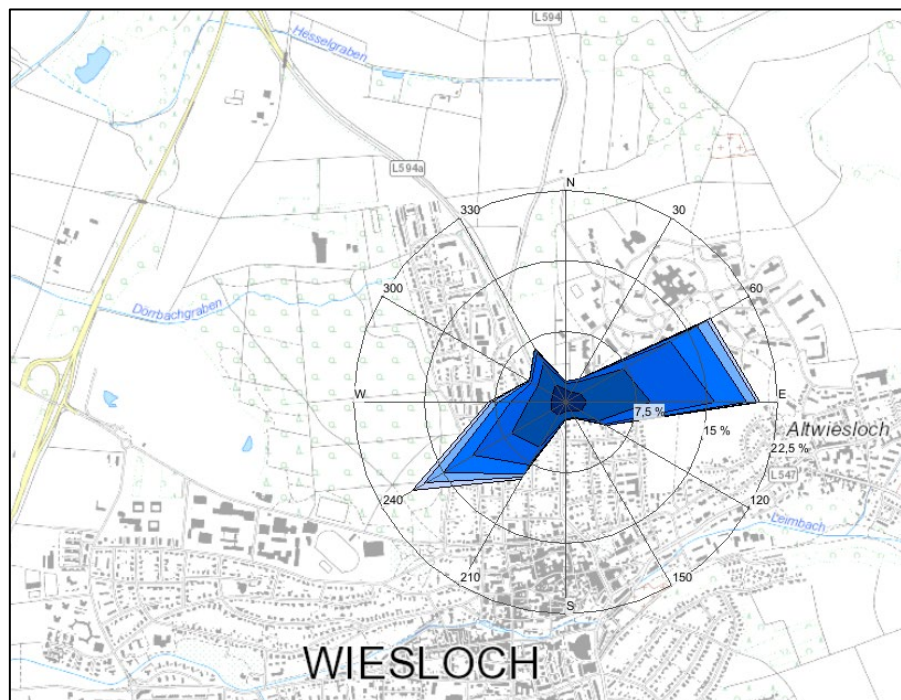 L594
Hesselgraben
L594a
N
330
30
300
60
Dörrbachgraben
W
E
7,5 %
15 %
Altwiesloch
22,5 %
L547
240
120
Leimbach
210
150
S
WIESLOCH